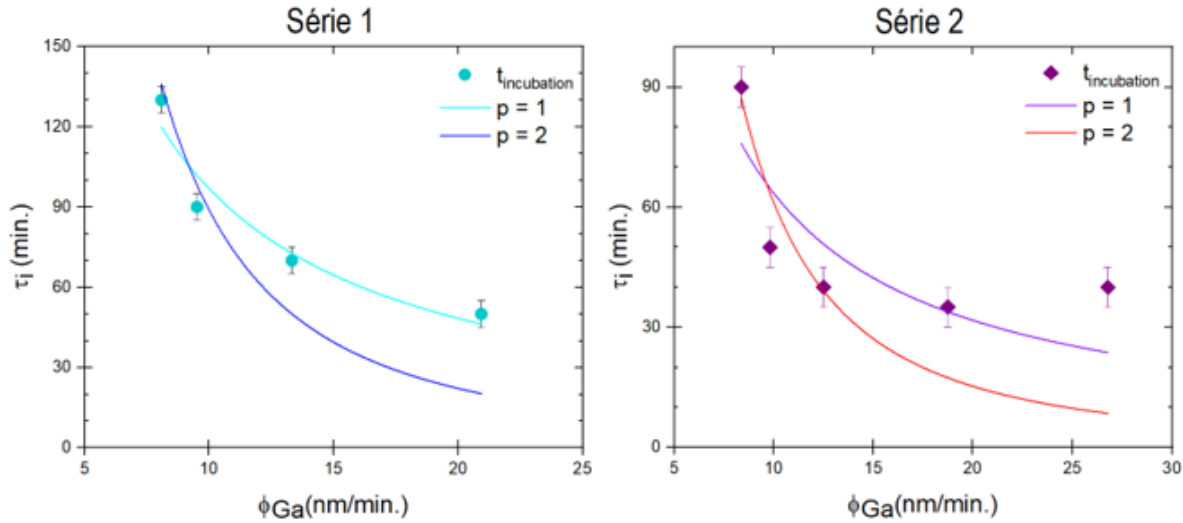 Série 1
150
120
90
60
30
0
τi (min.)
t incubation
p = 1
p = 2
5
10
15
20
25
ϕGa(nm/min.)
Série 2
90
60
30
0
τi (min.)
t incubation
p = 1
p = 2
5
10
15
20
25
30
ϕGa(nm/min.)